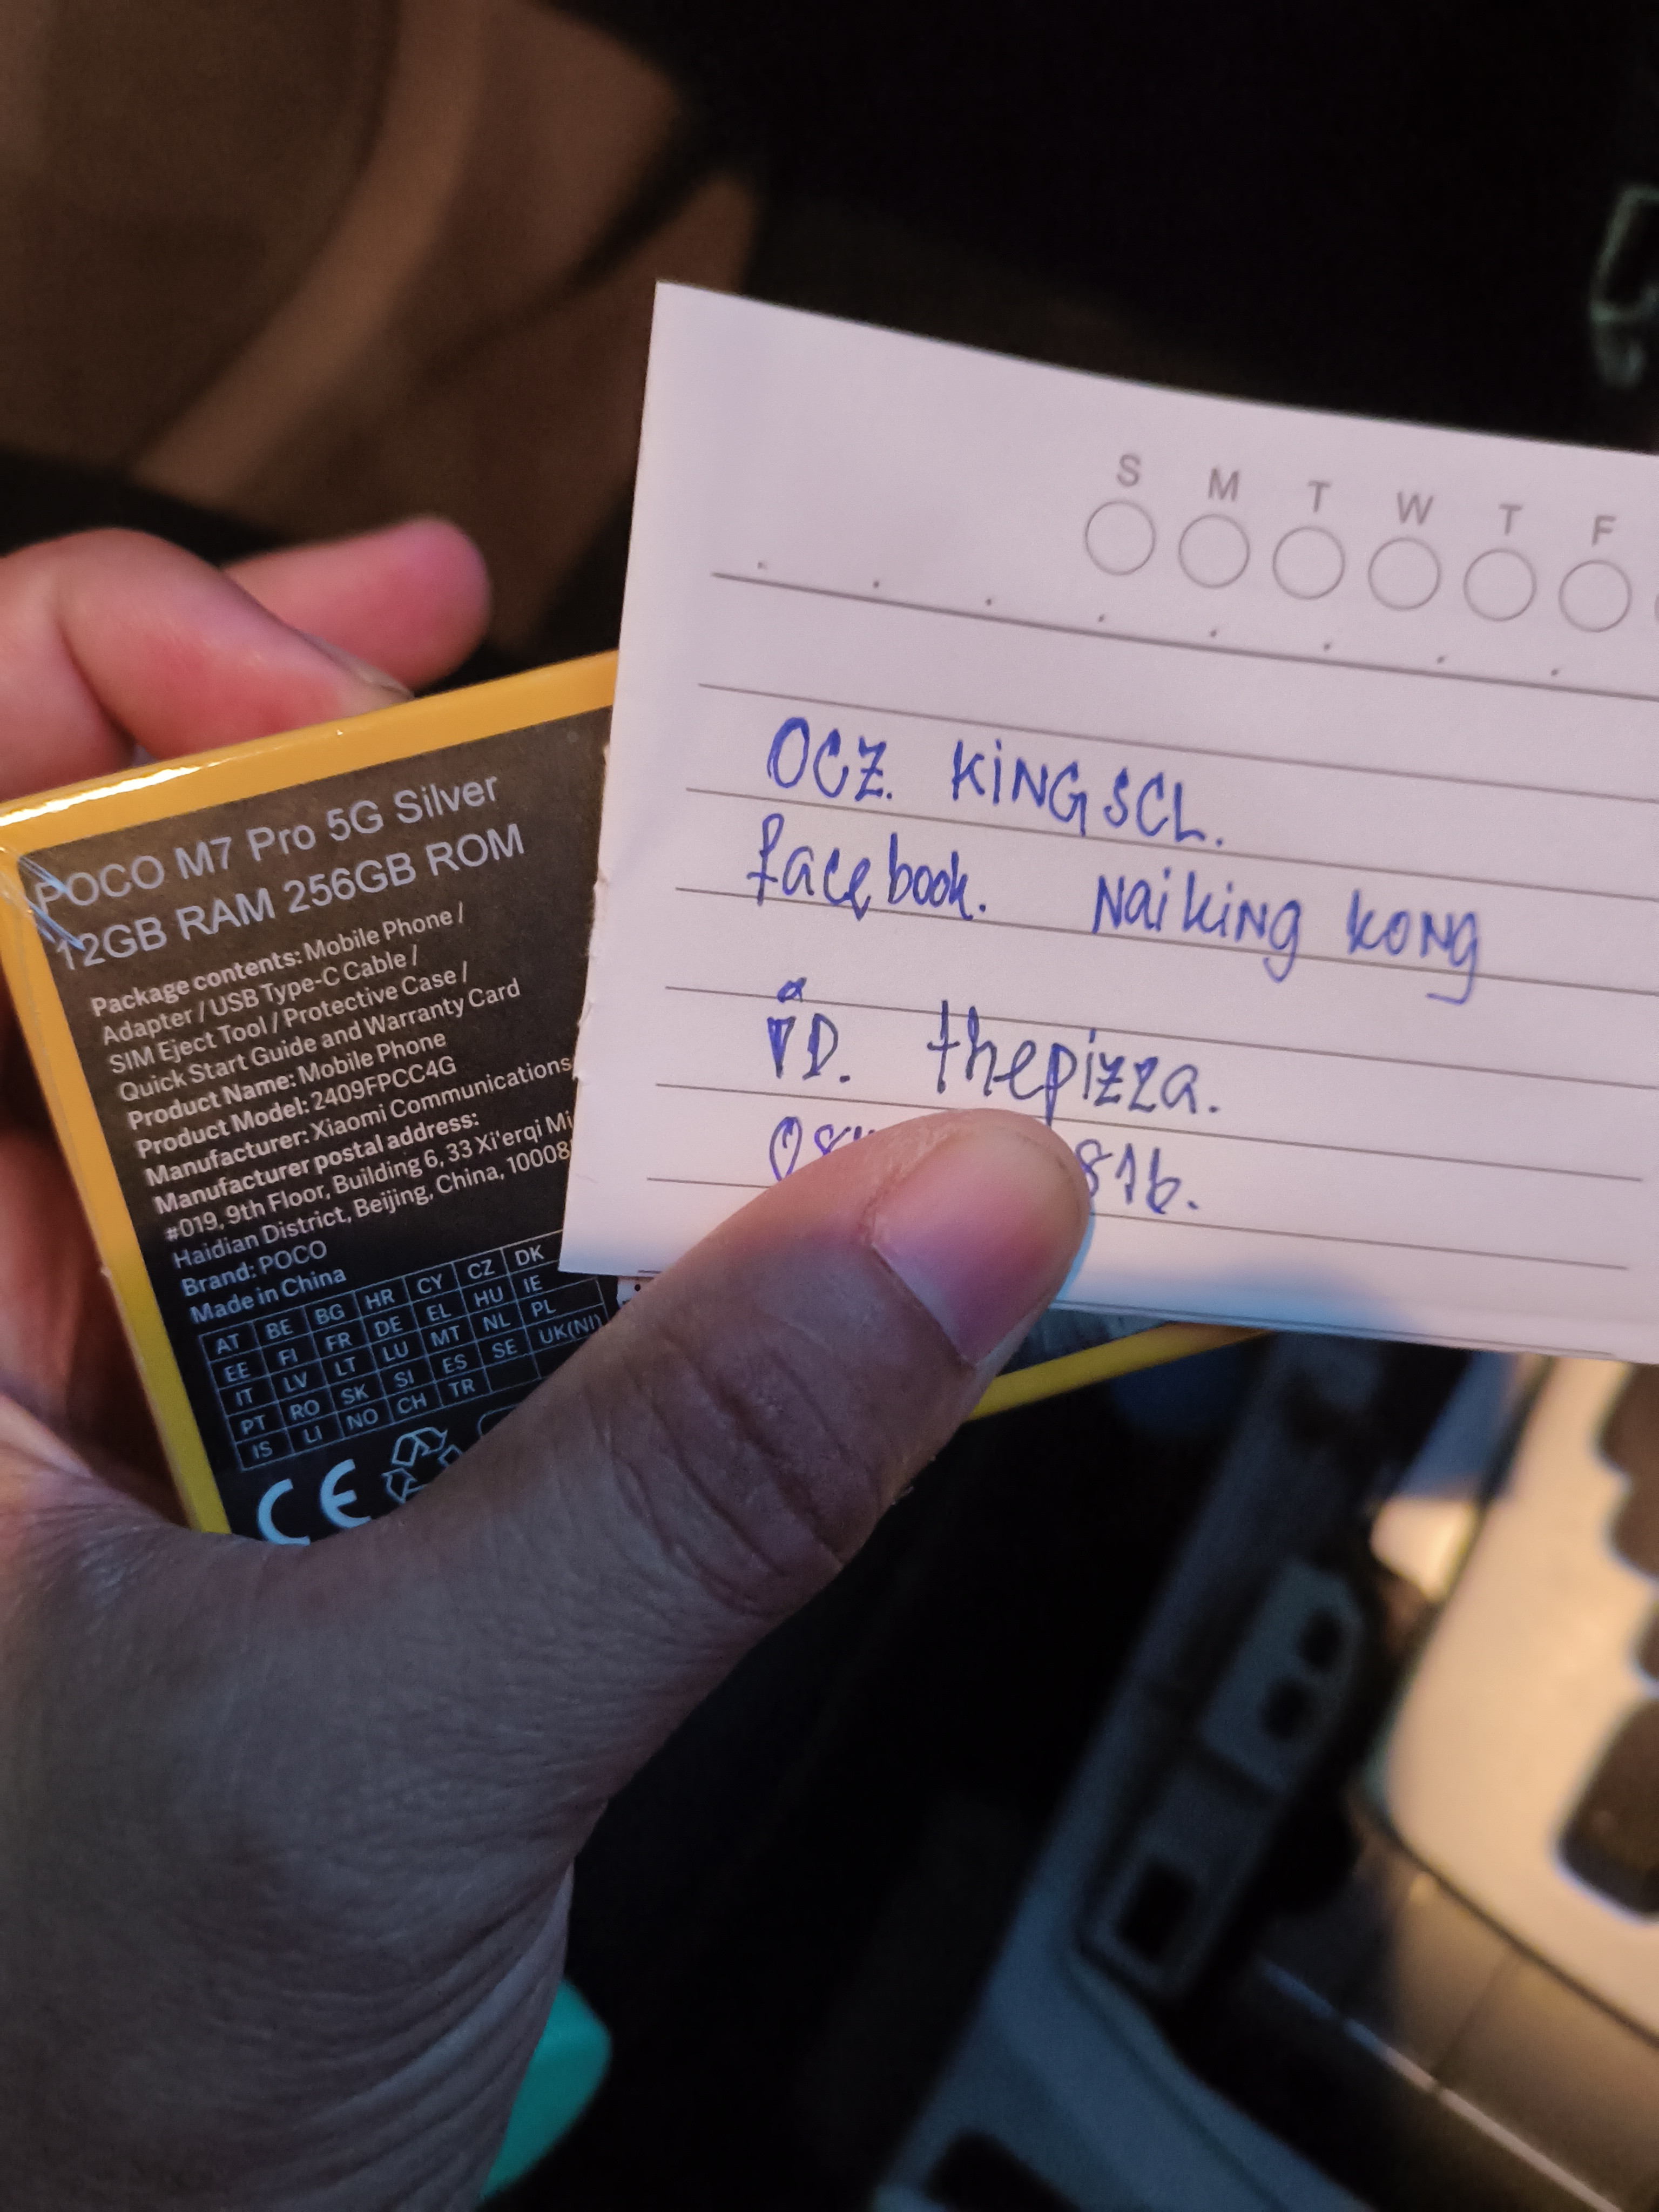 POCO M7 Pro 5G Silver
12GB RAM 256GB ROM
Package contents: Mobile Phone /
Adapter / USB Type-C Cable /
SIM Eject Tool / Protective Case /
Quick Start Guide and Warranty Card
Product Name: Mobile Phone
Product Model: 2409FPCC4G
Manufacturer: Xiaomi Communications
Manufacturer postal address:
#019, 9th Floor, Building 6, 33 Xi'erqi
Haidian District, Beijing, China,
Brand: POCO
Made in China
AT BE BG HR CY CZ DK
EE FI FR DE EL HU IE
IT LV LT LU MT NL PL
PT RO SK SI ES SE UK(NI)
IS LI NO CH TR
CE
S M T W T F
OCZ. KiNGSCL.
facebook. Naiking kong
iD. thepizza.
816.